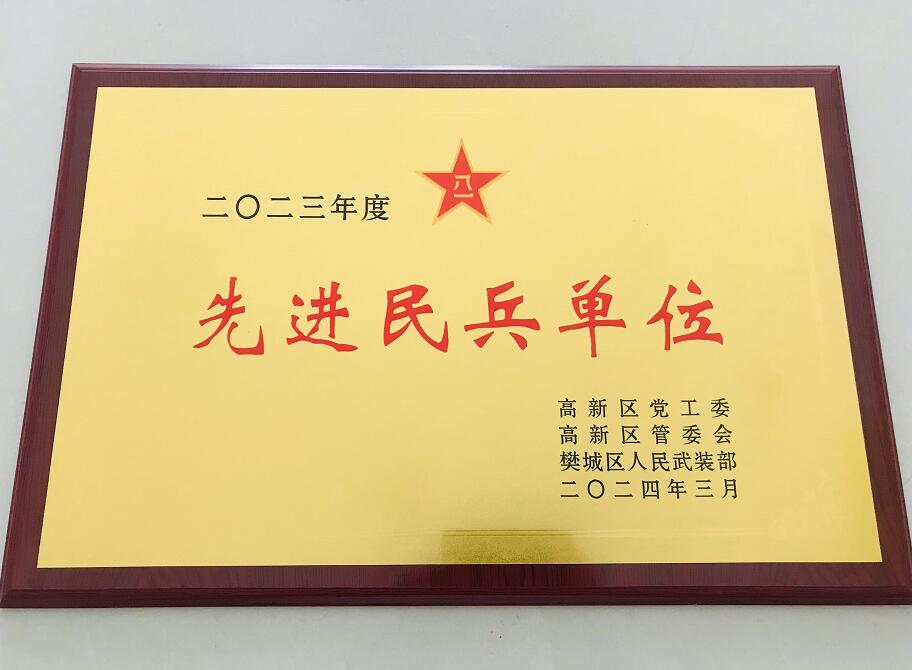 八一
二〇二三年度
先进民兵单位
高新区党工委
高新区管委会
樊城区人民武装部
二〇二四年三月